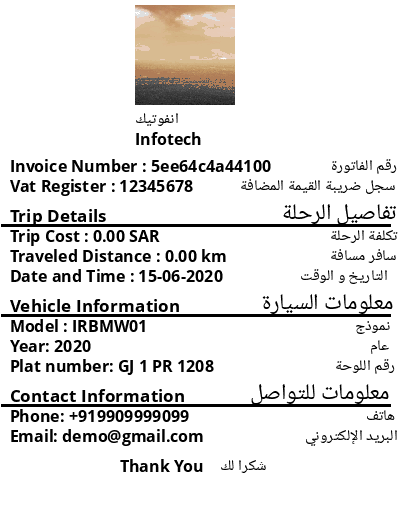 انفوتيك
Infotech
Invoice Number : 5ee64c4a44100 رقم الفاتورة
Vat Register : 12345678 سجل ضريبة القيمة المضافة
Trip Details تفاصيل الرحلة
Trip Cost : 0.00 SAR تكلفة الرحلة
Traveled Distance : 0.00 km سافر مسافة
Date and Time : 15-06-2020 التاريخ و الوقت
Vehicle Information معلومات السيارة
Model : IRBMW01 نموذج
Year: 2020 عام
Plat number: GJ 1 PR 1208 رقم اللوحة
Contact Information معلومات للتواصل
Phone: +919909999099 هاتف
Email: demo@gmail.com البريد الإلكتروني
Thank You شكرا لك